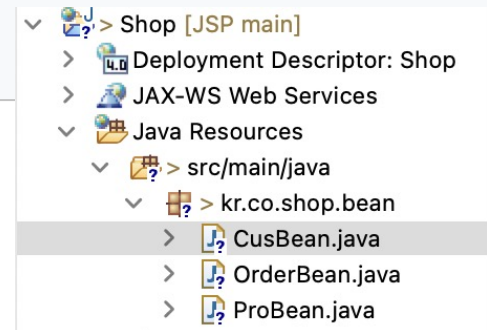 > Shop [JSP main]
Deployment Descriptor: Shop
JAX-WS Web Services
Java Resources
> src/main/java
> kr.co.shop.bean
CusBean.java
OrderBean.java
ProBean.java